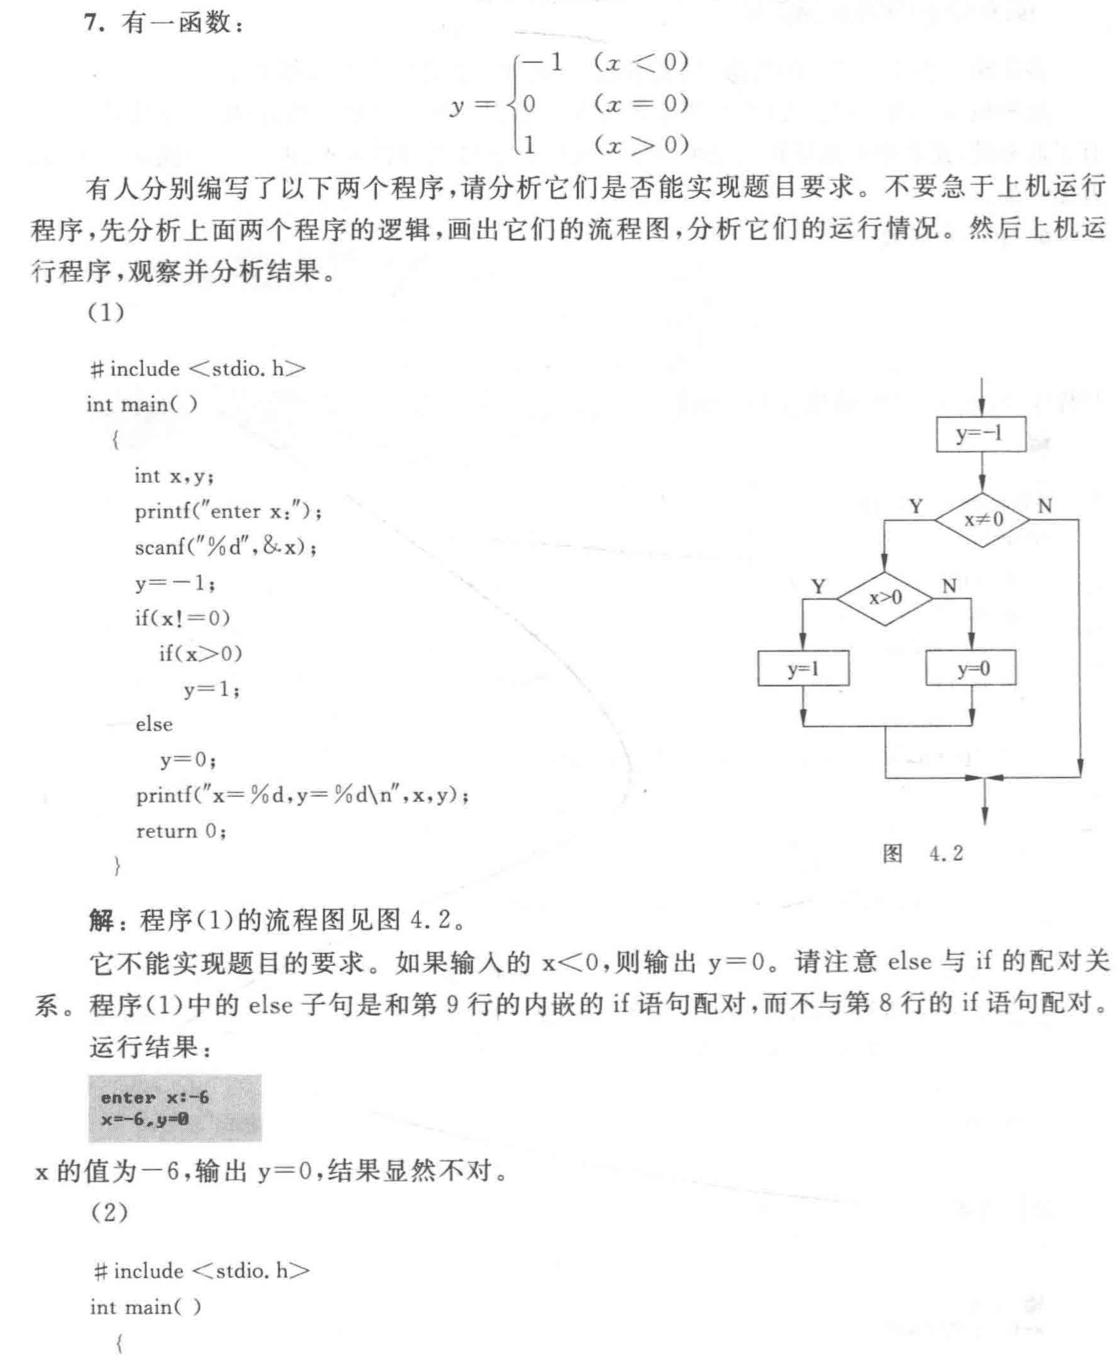 7. 有一函数:
y = { -1 (x < 0)
0 (x = 0)
1 (x > 0)
有人分别编写了以下两个程序,请分析它们是否能实现题目要求。不要急于上机运行
程序,先分析上面两个程序的逻辑,画出它们的流程图,分析它们的运行情况。然后上机运
行程序,观察并分析结果。
(1)
#include <stdio.h>
int main( )
{
int x,y;
printf("enter x:");
scanf("%d",&x);
y=-1;
if(x!=0)
if(x>0)
y=1;
else
y=0;
printf("x=%d,y=%d\n",x,y);
return 0;
}
y=-1
Y x≠0 N
Y x>0 N
y=1 y=0
图 4.2
解: 程序(1)的流程图见图 4.2。
它不能实现题目的要求。如果输入的 x<0,则输出 y=0。请注意 else 与 if 的配对关
系。程序(1)中的 else 子句是和第 9 行的内嵌的 if 语句配对,而不与第 8 行的 if 语句配对。
运行结果:
enter x:-6
x=-6,y=0
x 的值为-6,输出 y=0,结果显然不对。
(2)
#include <stdio.h>
int main( )
{